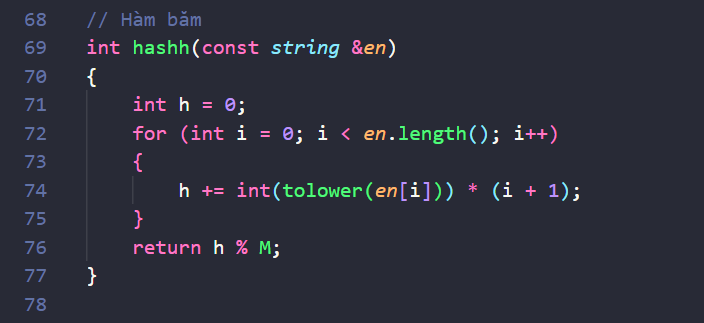 68 // Hàm băm
69 int hashh(const string &en)
70 {
71     int h = 0;
72     for (int i = 0; i < en.length(); i++)
73     {
74         h += int(tolower(en[i])) * (i + 1);
75     }
76     return h % M;
77 }
78